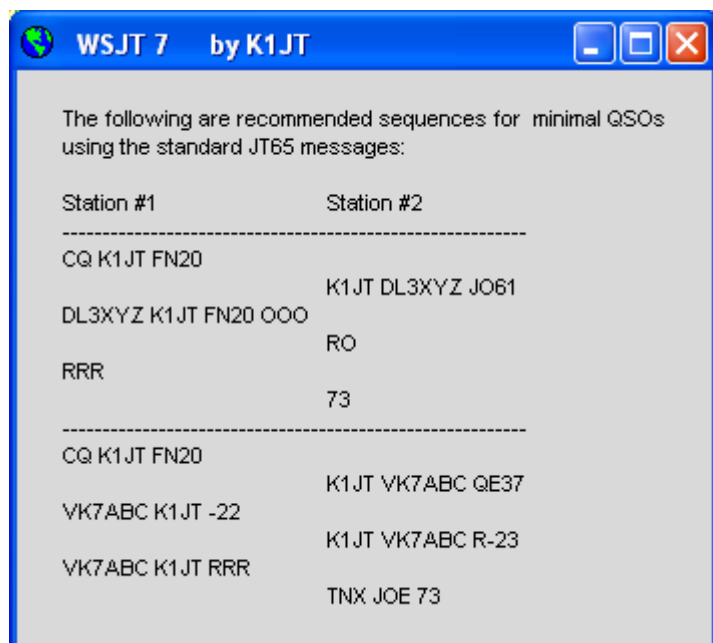 WSJT 7 by K1JT
The following are recommended sequences for minimal QSOs
using the standard JT65 messages:
Station #1 Station #2
----------------------------------------------------------
CQ K1JT FN20
K1JT DL3XYZ JO61
DL3XYZ K1JT FN20 OOO
RO
RRR
73
----------------------------------------------------------
CQ K1JT FN20
K1JT VK7ABC QE37
VK7ABC K1JT -22
K1JT VK7ABC R-23
VK7ABC K1JT RRR
TNX JOE 73